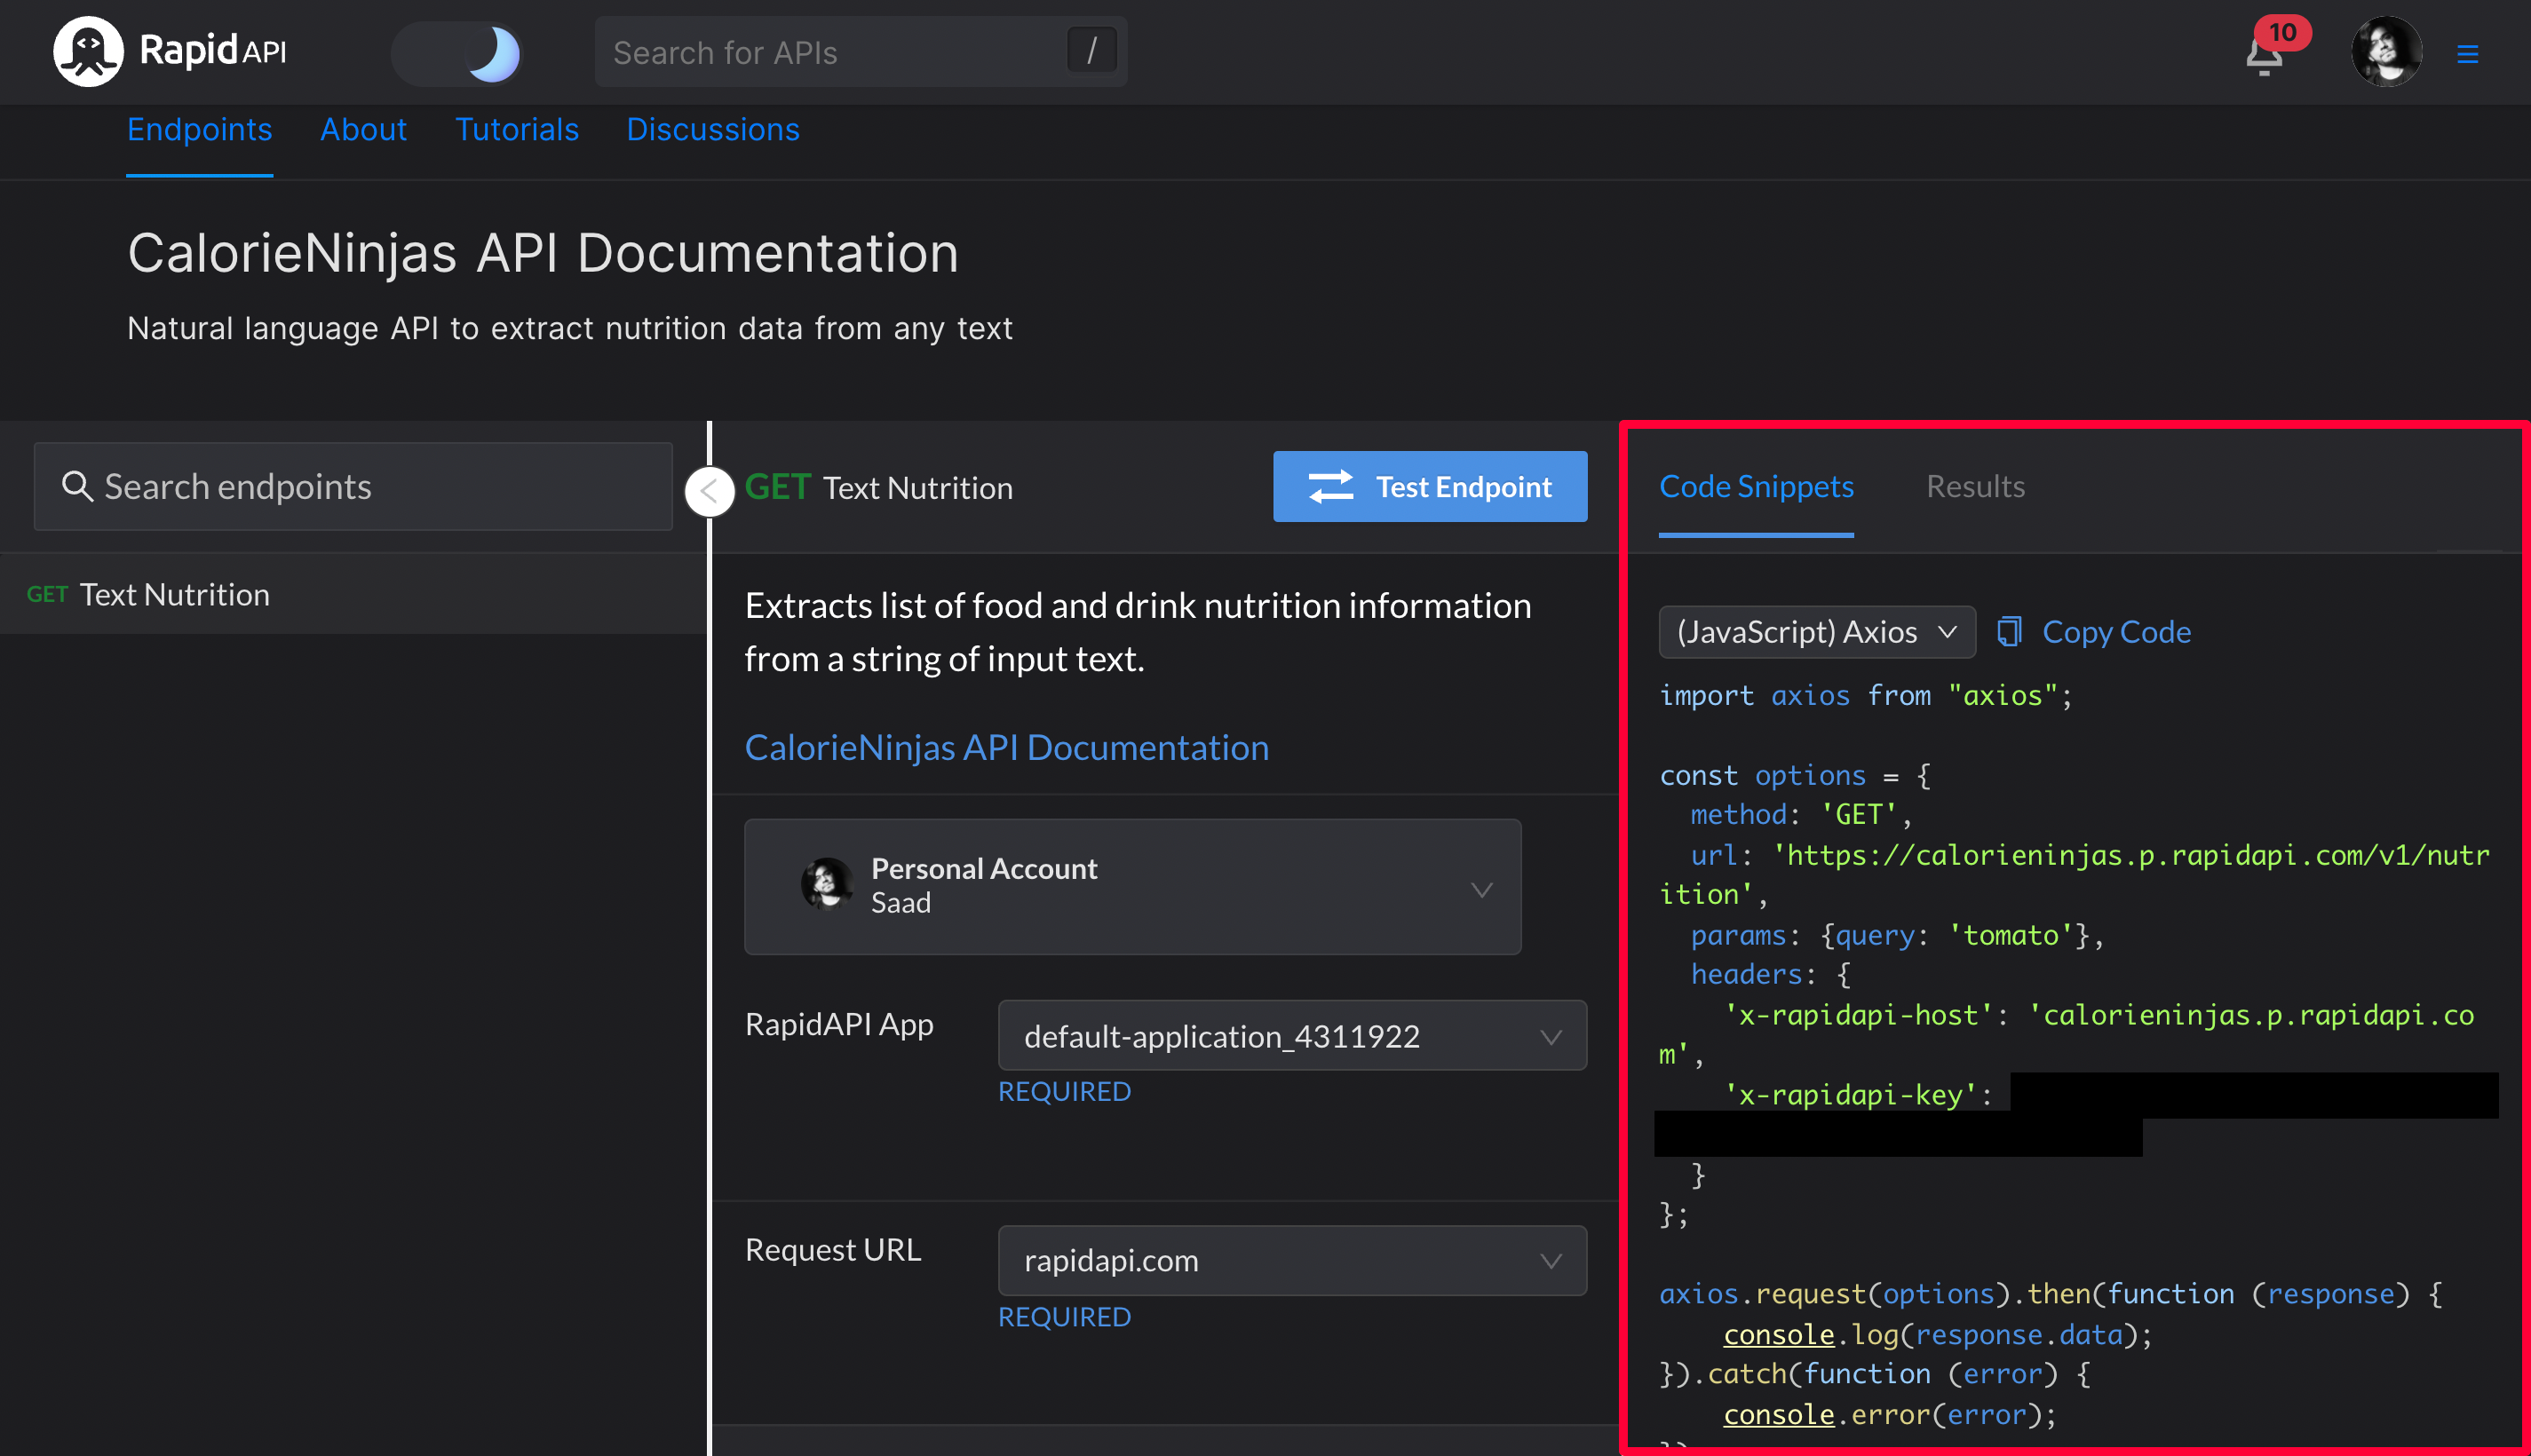 RapidAPI
Search for APIs
/
10
Endpoints
About
Tutorials
Discussions
CalorieNinjas API Documentation
Natural language API to extract nutrition data from any text
Search endpoints
GET Text Nutrition
GET Text Nutrition
Test Endpoint
Extracts list of food and drink nutrition information
from a string of input text.
CalorieNinjas API Documentation
Personal Account
Saad
RapidAPI App
default-application_4311922
REQUIRED
Request URL
rapidapi.com
REQUIRED
Code Snippets
Results
(JavaScript) Axios
Copy Code
import axios from "axios";
const options = {
method: 'GET',
url: 'https://calorieninjas.p.rapidapi.com/v1/nutr
ition',
params: {query: 'tomato'},
headers: {
'x-rapidapi-host': 'calorieninjas.p.rapidapi.co
m',
'x-rapidapi-key':
}
};
axios.request(options).then(function (response) {
console.log(response.data);
}).catch(function (error) {
console.error(error);